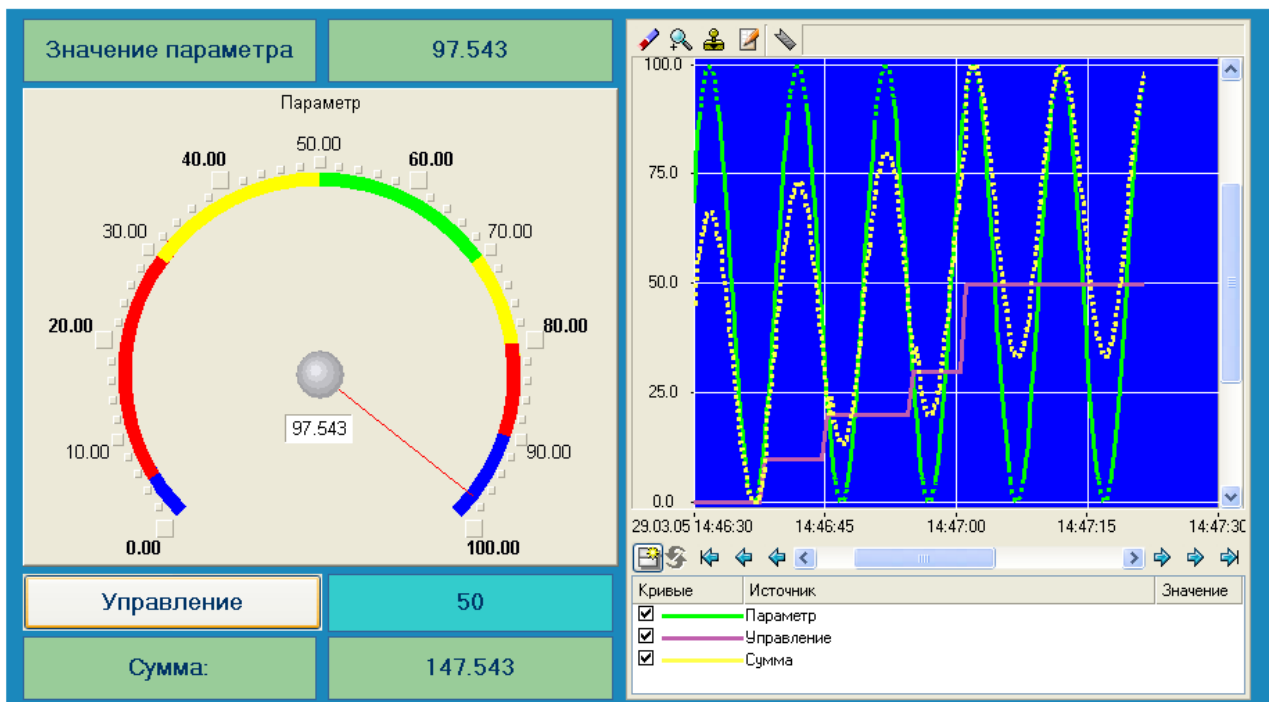 Значение параметра 97.543
Параметр
50.00
40.00 60.00
30.00 70.00
20.00 80.00
97.543
10.00 90.00
0.00 100.00
Управление 50
Сумма: 147.543
100.0
75.0
50.0
25.0
0.0
29.03.05 14:46:30 14:46:45 14:47:00 14:47:15 14:47:30
Кривые Источник Значение
Параметр
Управление
Сумма